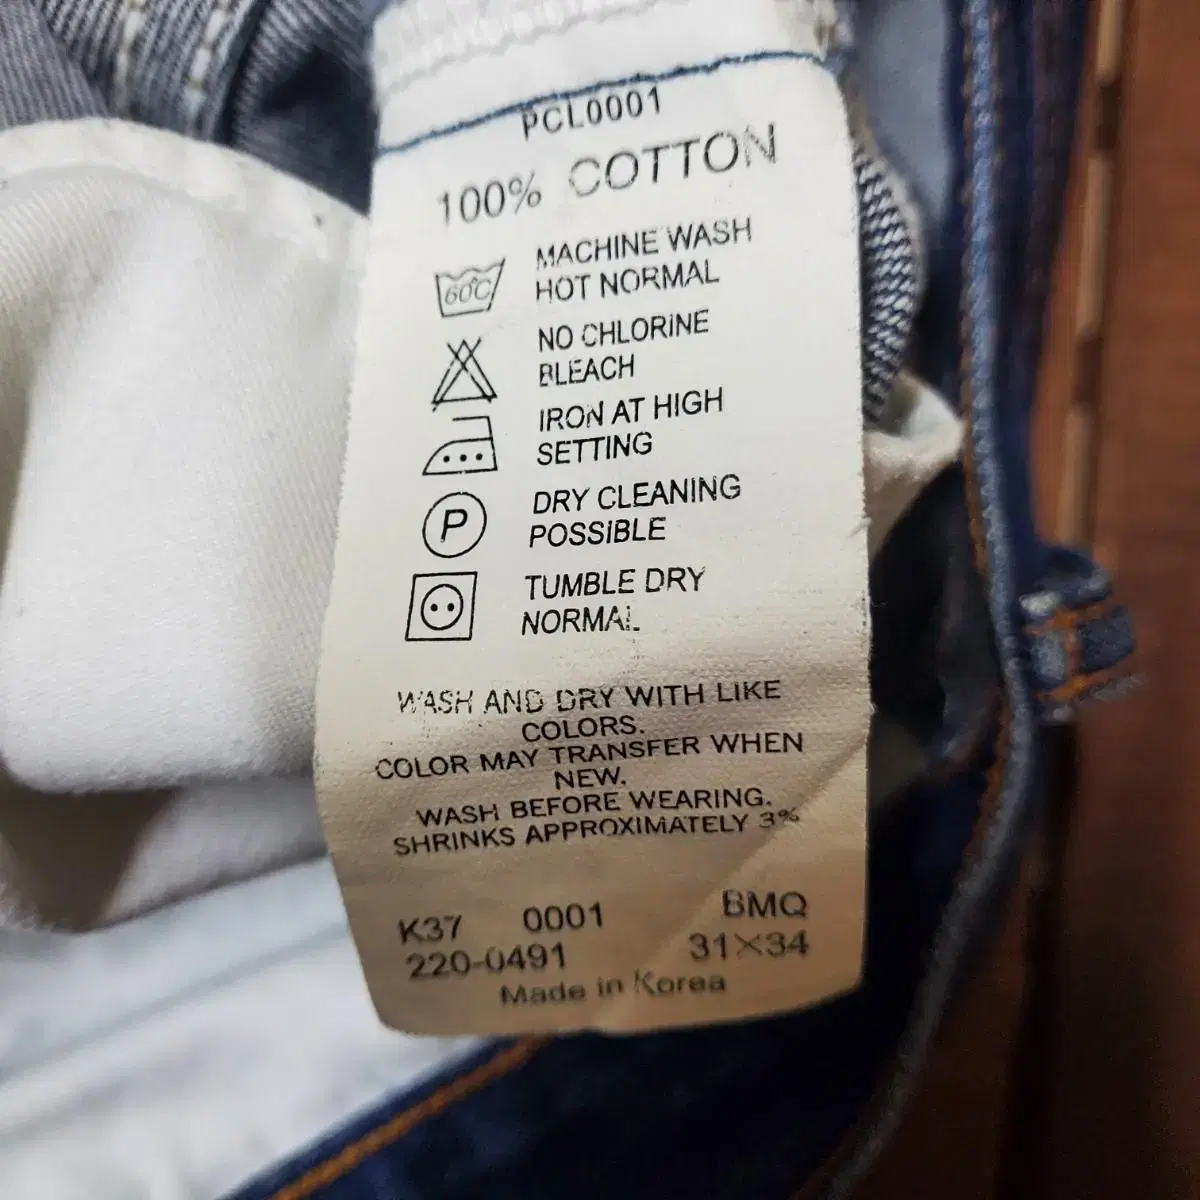 PCL0001
100% COTTON
60°C
MACHINE WASH
HOT NORMAL
NO CHLORINE
BLEACH
IRON AT HIGH
SETTING
P
DRY CLEANING
POSSIBLE
TUMBLE DRY
NORMAL
WASH AND DRY WITH LIKE
COLORS.
COLOR MAY TRANSFER WHEN
NEW.
WASH BEFORE WEARING.
SHRINKS APPROXIMATELY 3%
K37 0001 BMQ
220-0491 31×34
Made in Korea